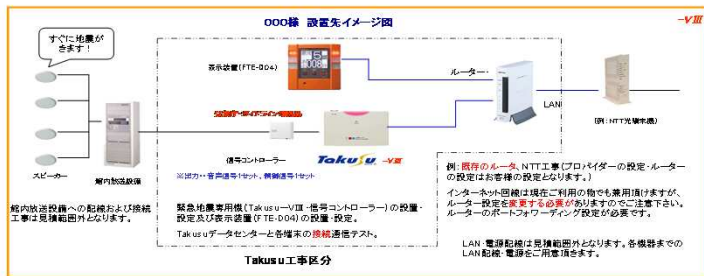 OOO様 設置先イメージ図
-VⅢ
すぐに地震が
きます！
表示装置(FTE-D04)
ルーター・
LAN
(例：NTT光端末機)
スピーカー
館内放送設備
信号コントローラー
Takusu -VⅢ
※出力・・音声信号1セット、制御信号1セット
館内放送設備への配線および接続
工事は見積範囲外となります。
緊急地震専用機(Takusu-VⅢ・信号コントローラー)の設置・
設定及び表示装置(FTE-D04)の設置・設定。
Takusuデータセンターと各端末の接続通信テスト。
例：既存のルータ、NTT工事(プロバイダーの設定・ルーター
の設定はお客様の設定となります。)
インターネット回線は現在ご利用の物でも兼用頂けますが、
ルーター設定を変更する必要がありますのでご注意下さい。
ルーターのポートフォワーディング設定が必要です。
LAN・電源配線は見積範囲外となります。各機器までの
LAN配線・電源をご用意頂きます。
Takusu工事区分